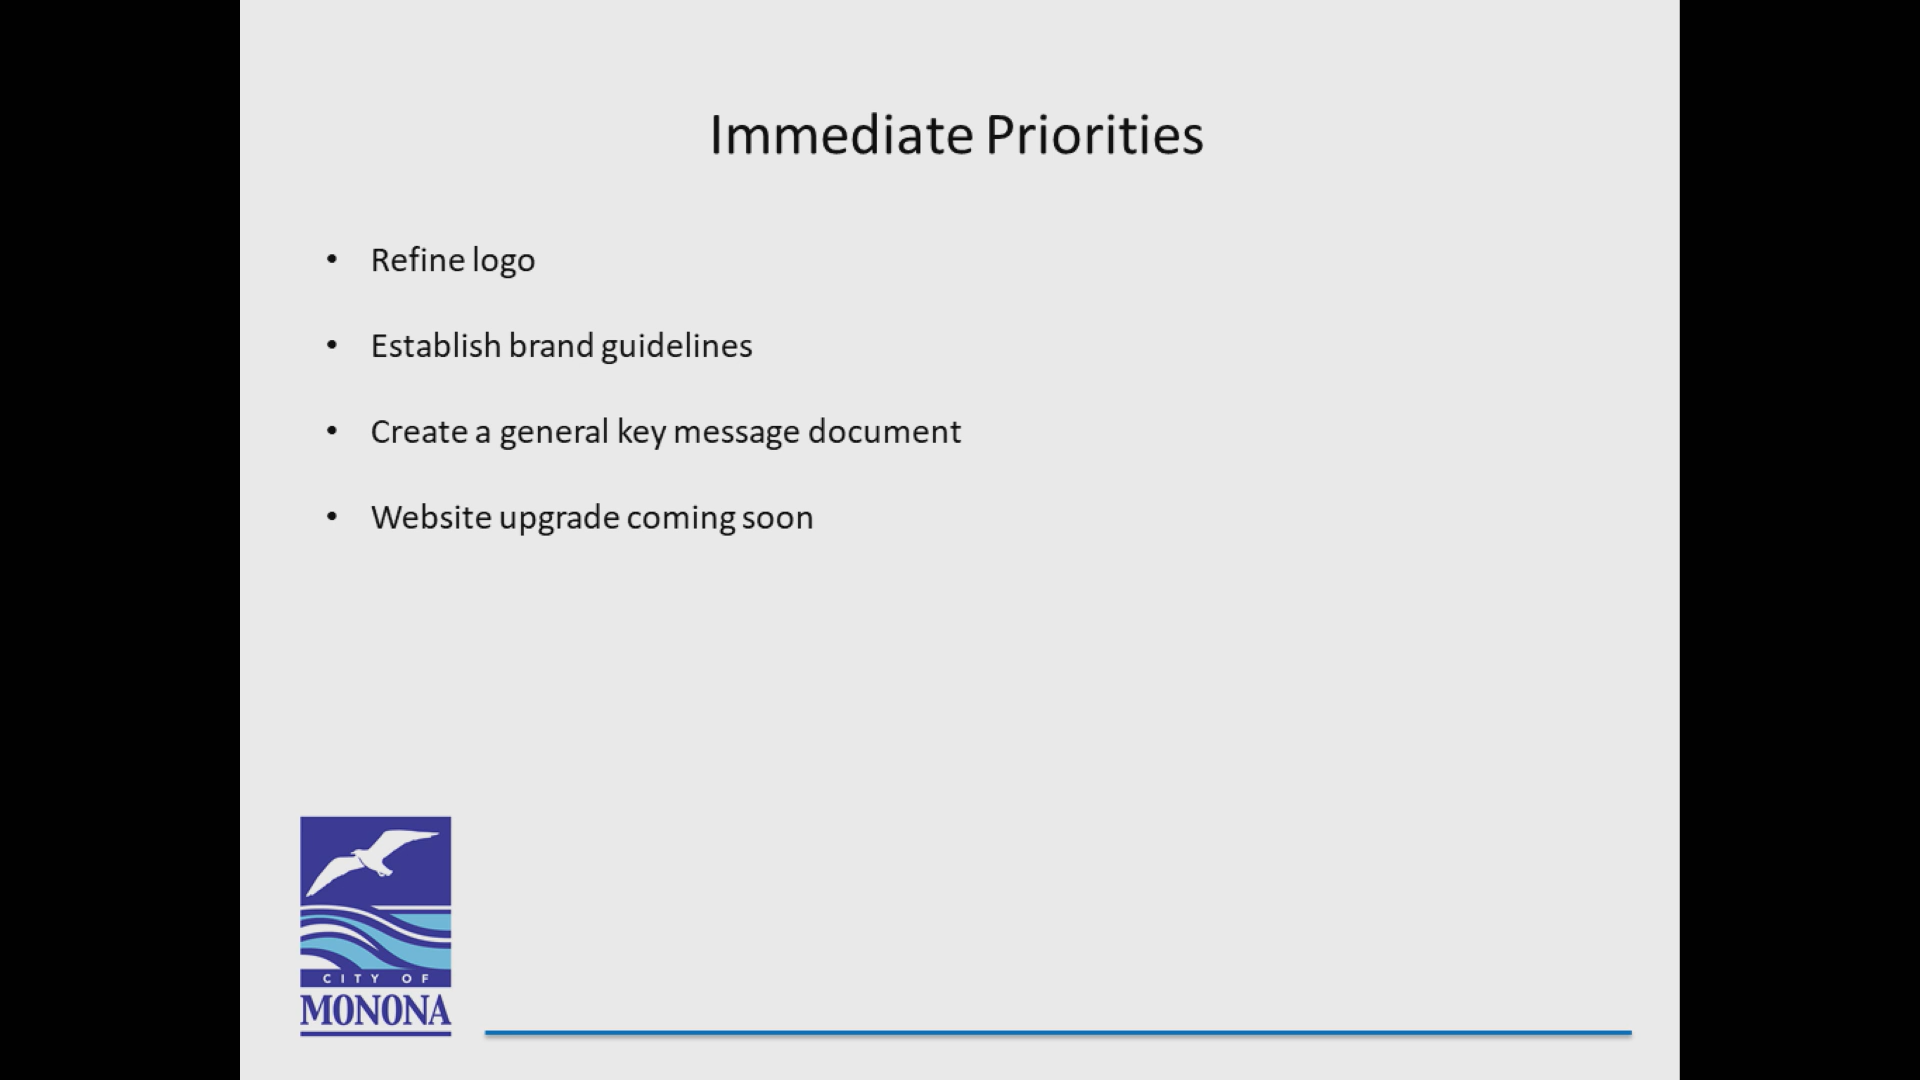 Immediate Priorities
• Refine logo
• Establish brand guidelines
• Create a general key message document
• Website upgrade coming soon
CITY OF
MONONA